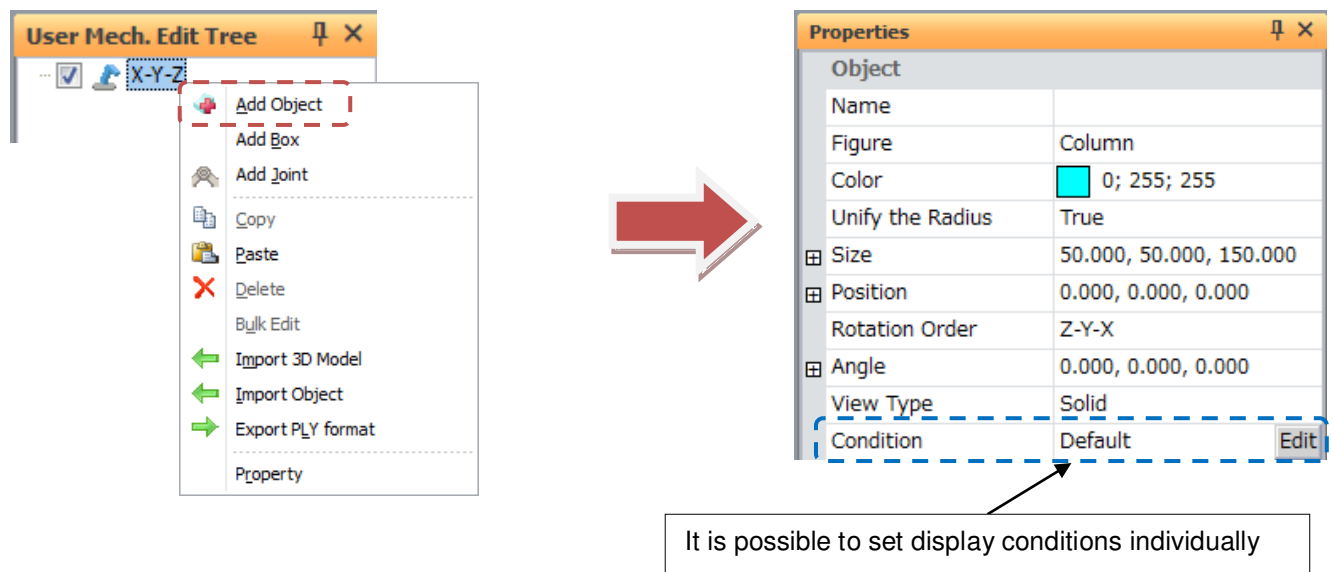 User Mech. Edit Tree
X-Y-Z
Add Object
Add Box
Add Joint
Copy
Paste
Delete
Bulk Edit
Import 3D Model
Import Object
Export PLY format
Property
Properties
Object
Name
Figure Column
Color 0; 255; 255
Unify the Radius True
Size 50.000, 50.000, 150.000
Position 0.000, 0.000, 0.000
Rotation Order Z-Y-X
Angle 0.000, 0.000, 0.000
View Type Solid
Condition Default Edit
It is possible to set display conditions individually